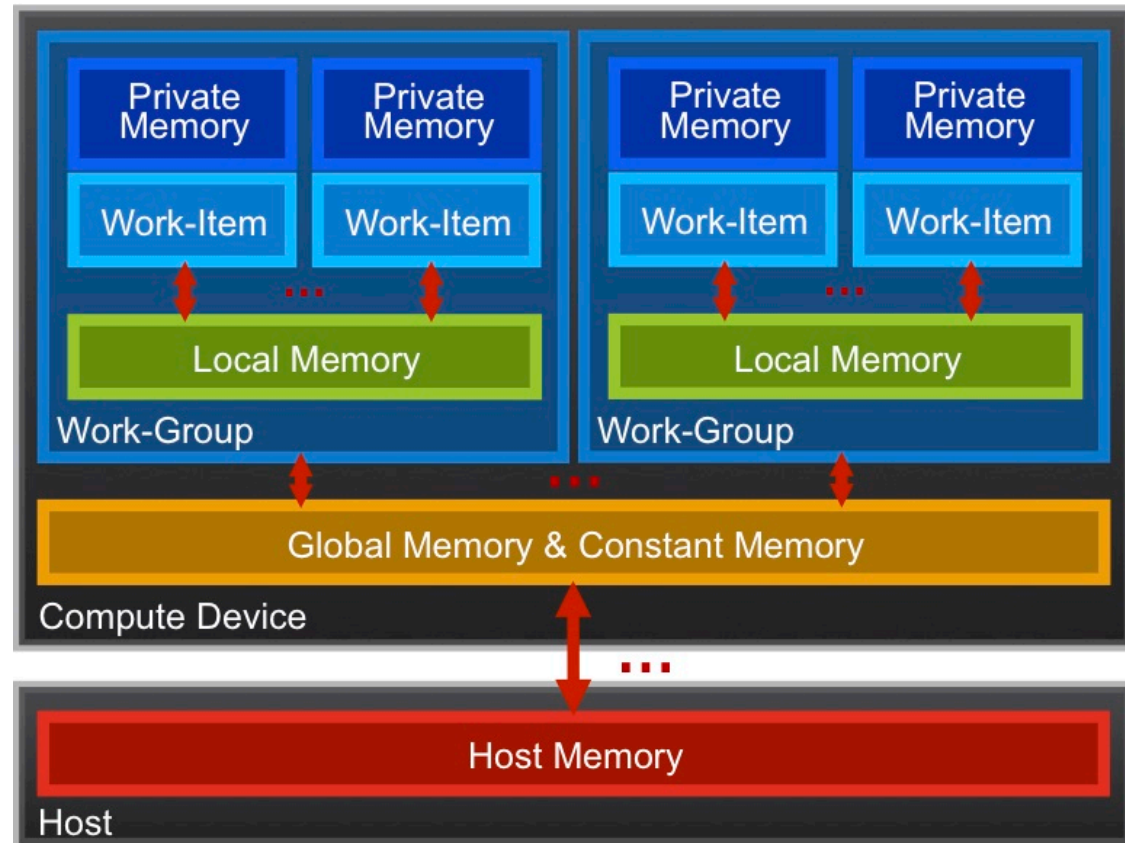 Private
Memory
Private
Memory
Private
Memory
Private
Memory
Work-Item
Work-Item
Work-Item
Work-Item
...
...
Local Memory
Local Memory
Work-Group
Work-Group
...
Global Memory & Constant Memory
Compute Device
...
Host Memory
Host